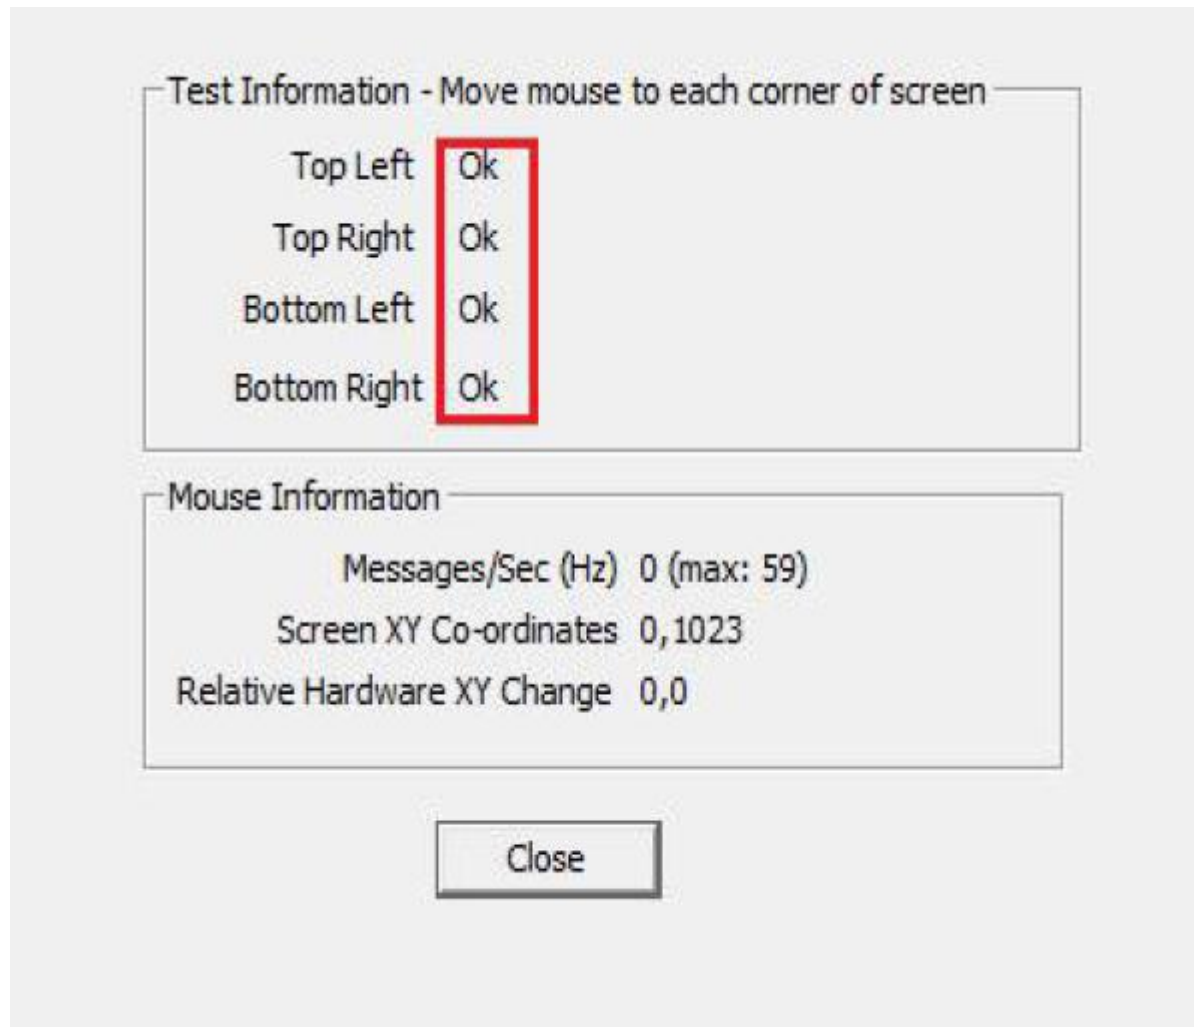 Test Information - Move mouse to each corner of screen
Top Left Ok
Top Right Ok
Bottom Left Ok
Bottom Right Ok
Mouse Information
Messages/Sec (Hz) 0 (max: 59)
Screen XY Co-ordinates 0,1023
Relative Hardware XY Change 0,0
Close